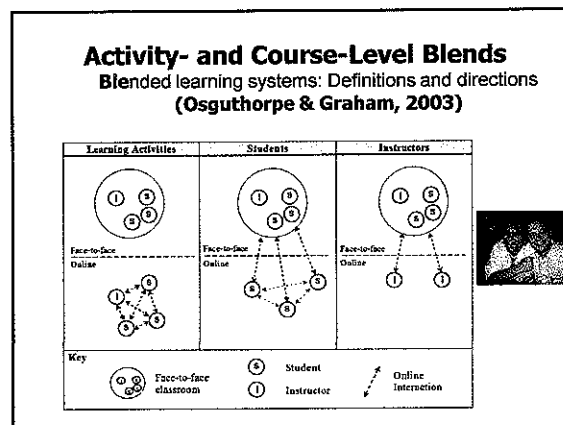 Activity- and Course-Level Blends
Blended learning systems: Definitions and directions
(Osguthorpe & Graham, 2003)
Learning Activities
Students
Instructors
I
S
S
S
S
Face-to-face
Online
S
I
S
S
I
S
S
S
S
Face-to-face
Online
S
S
S
I
S
S
S
S
Face-to-face
Online
I
I
Key
I
S
S
S
Face-to-face
classroom
S
Student
I
Instructor
Online
Interaction